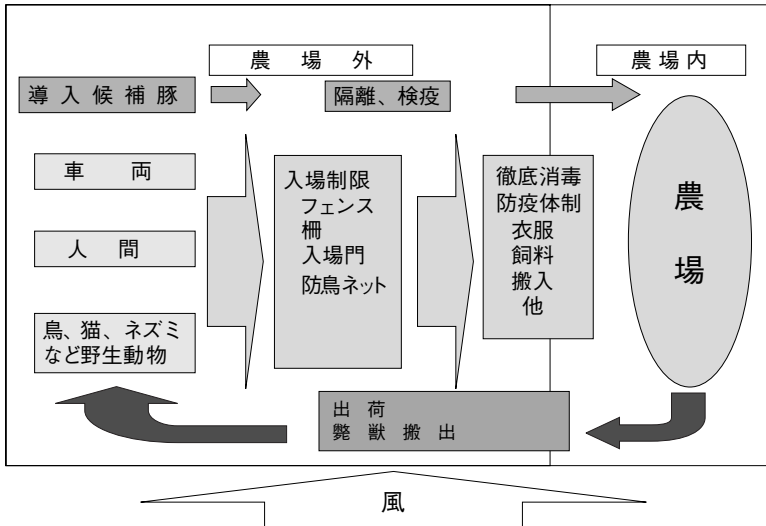 農場外
農場内
導入候補豚
隔離、検疫
車両
人間
鳥、猫、ネズミ
など野生動物
入場制限
フェンス
柵
入場門
防鳥ネット
徹底消毒
防疫体制
衣服
飼料
搬入
他
農
場
出荷
斃獣搬出
風